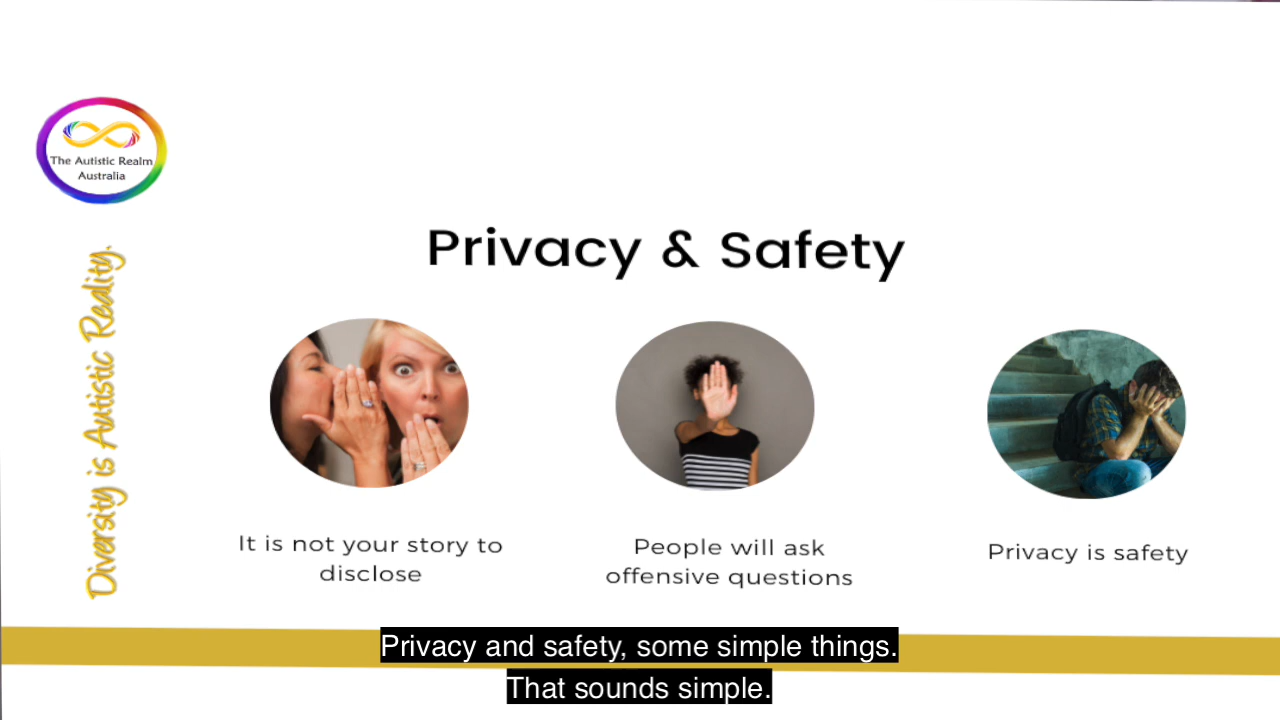 The Autistic Realm
Australia
Diversity is Autistic Reality.
Privacy & Safety
It is not your story to
disclose
People will ask
offensive questions
Privacy is safety
Privacy and safety, some simple things.
That sounds simple.